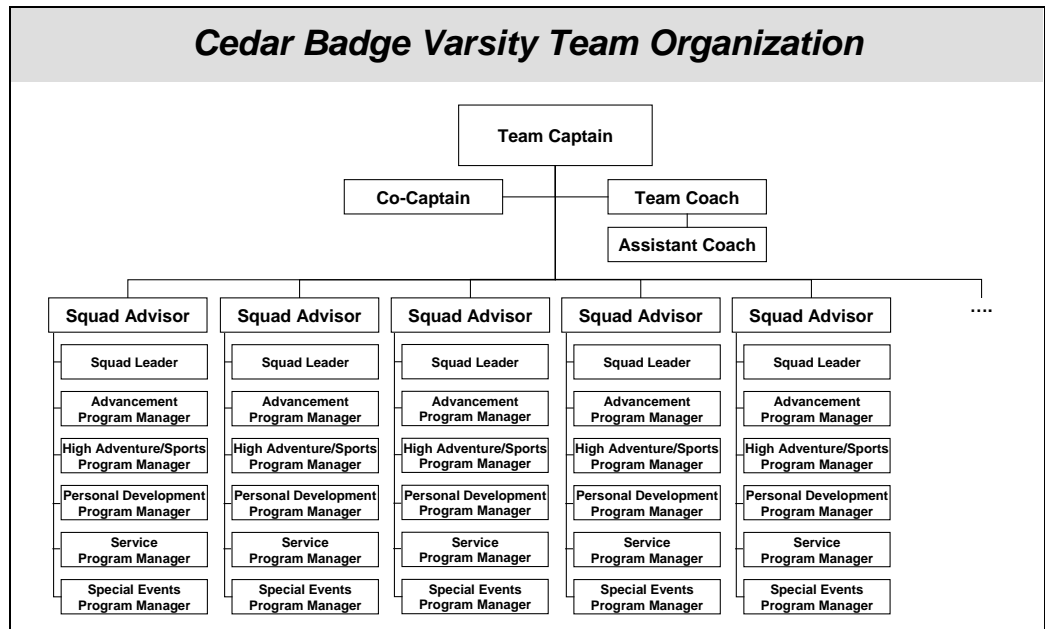 Cedar Badge Varsity Team Organization
Team Captain
Co-Captain
Team Coach
Assistant Coach
Squad Advisor
Squad Leader
Advancement
Program Manager
High Adventure/Sports
Program Manager
Personal Development
Program Manager
Service
Program Manager
Special Events
Program Manager
Squad Advisor
Squad Leader
Advancement
Program Manager
High Adventure/Sports
Program Manager
Personal Development
Program Manager
Service
Program Manager
Special Events
Program Manager
Squad Advisor
Squad Leader
Advancement
Program Manager
High Adventure/Sports
Program Manager
Personal Development
Program Manager
Service
Program Manager
Special Events
Program Manager
Squad Advisor
Squad Leader
Advancement
Program Manager
High Adventure/Sports
Program Manager
Personal Development
Program Manager
Service
Program Manager
Special Events
Program Manager
Squad Advisor
Squad Leader
Advancement
Program Manager
High Adventure/Sports
Program Manager
Personal Development
Program Manager
Service
Program Manager
Special Events
Program Manager
....